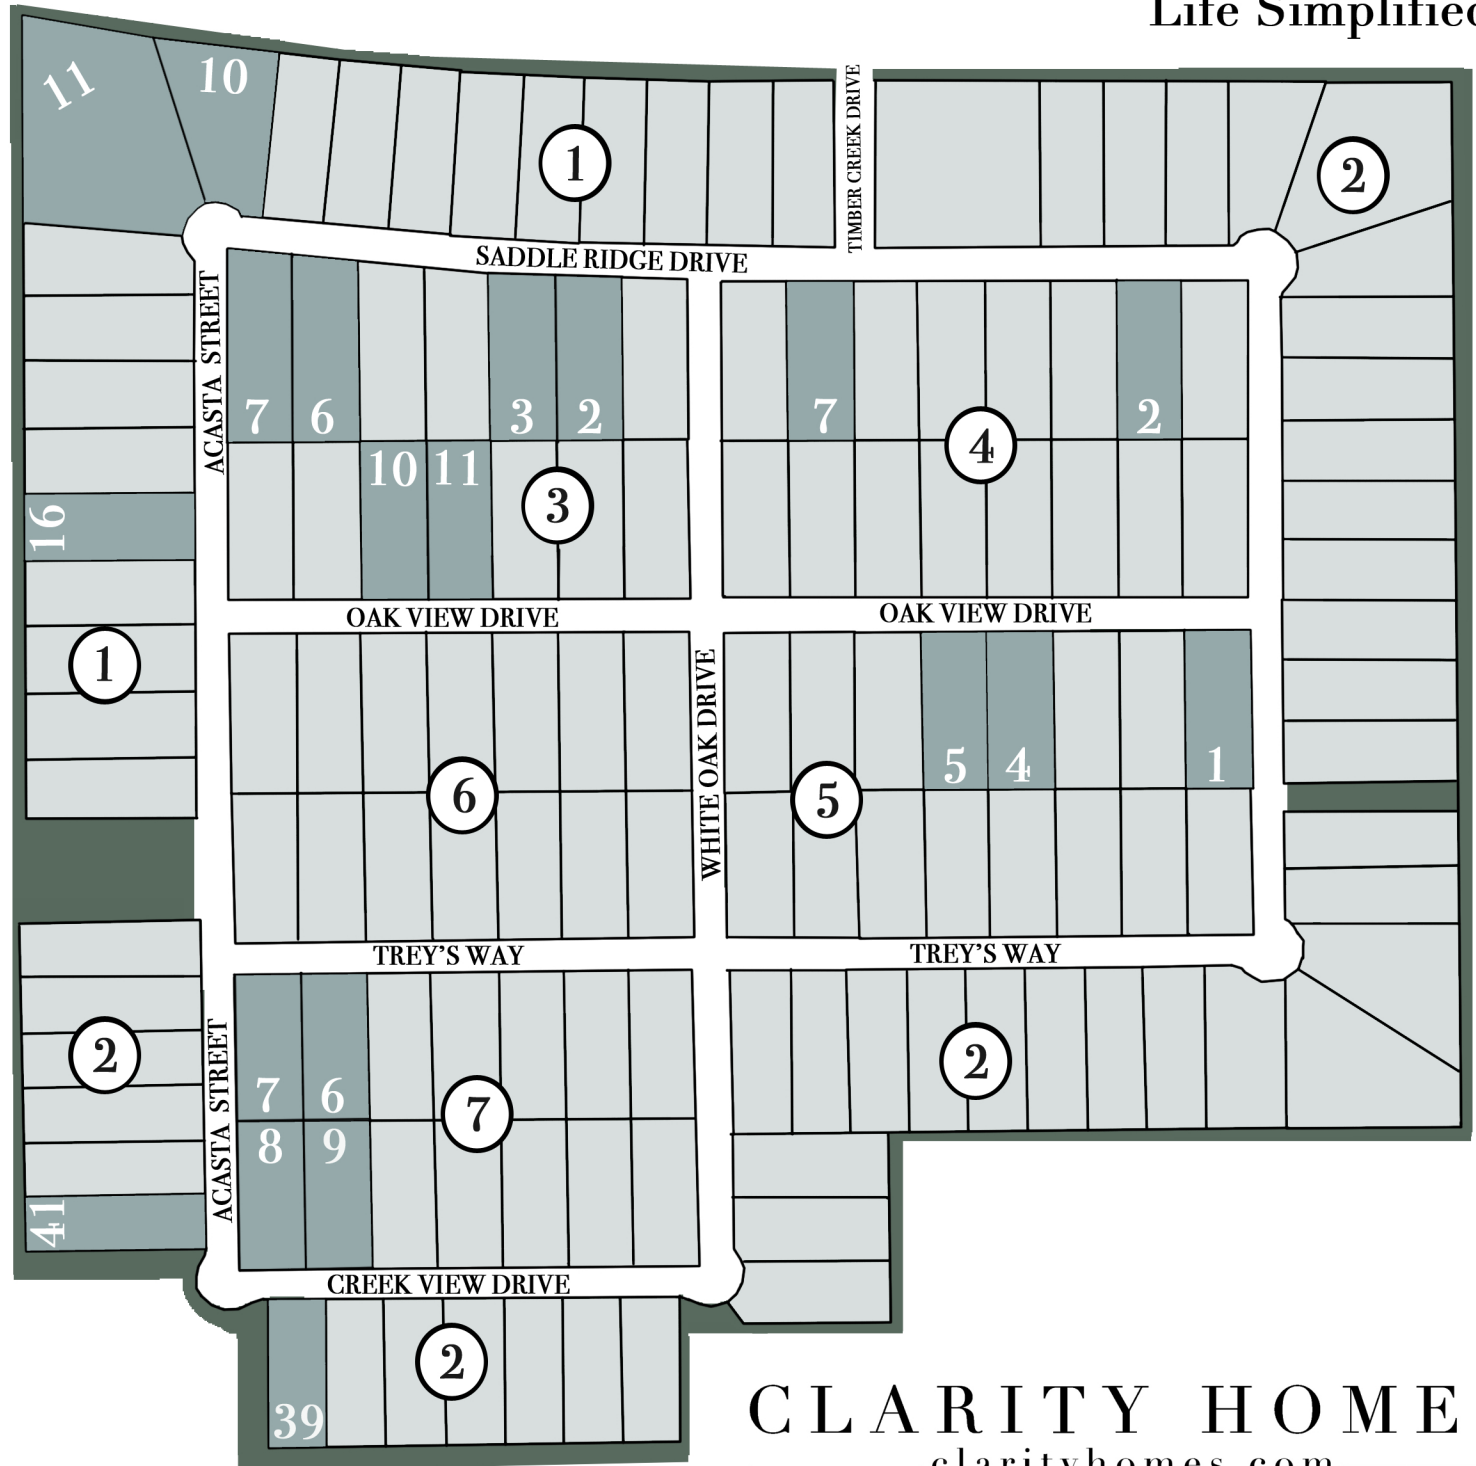 Life Simplified
11
10
1
TIMBER CREEK DRIVE
2
SADDLE RIDGE DRIVE
ACASTA STREET
7
6
3
2
7
2
10
11
3
4
16
OAK VIEW DRIVE
OAK VIEW DRIVE
1
6
WHITE OAK DRIVE
5
5
4
1
TREY'S WAY
TREY'S WAY
2
ACASTA STREET
7
6
8
9
7
2
41
CREEK VIEW DRIVE
39
2
CLARITY HOME
clarityhomes.com